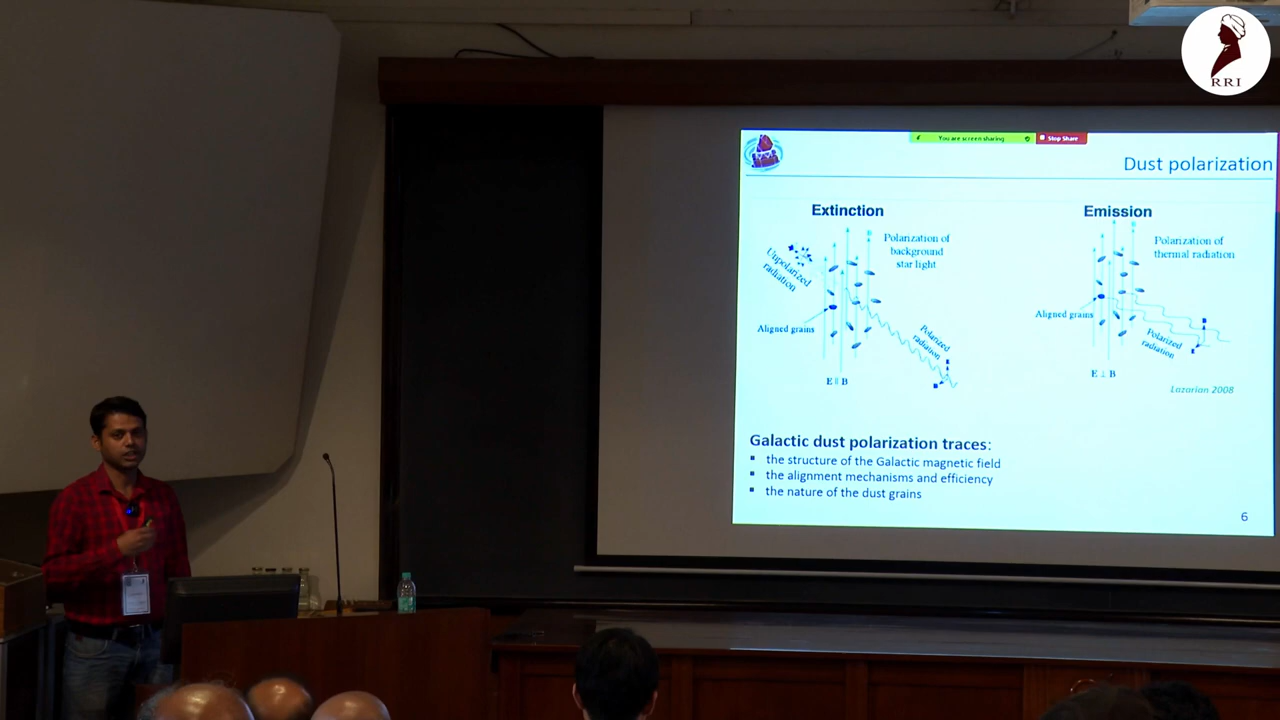 RRI
You are screen sharing
Stop Share
Dust polarization
Extinction
Emission
Unpolarized
radiation
Polarization of
background
star light
Polarization of
thermal radiation
Aligned grains
Aligned grains
Polarized
radiation
Polarized
radiation
E || B
E ⊥ B
Lazarian 2008
Galactic dust polarization traces:
▪ the structure of the Galactic magnetic field
▪ the alignment mechanisms and efficiency
▪ the nature of the dust grains
6